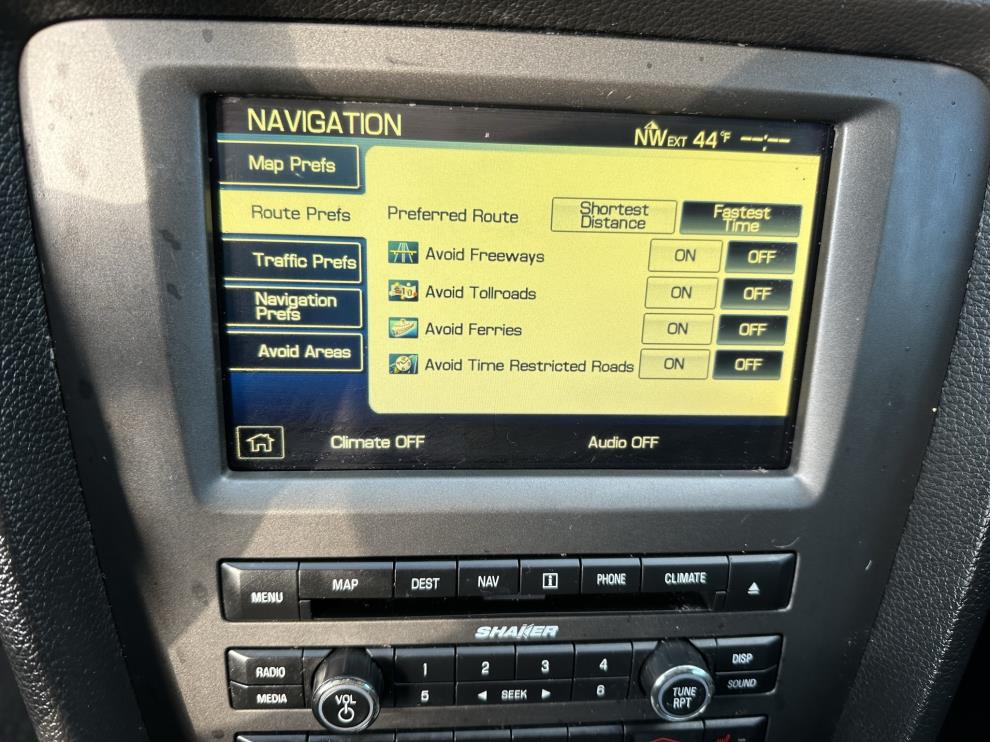 NAVIGATION
NW EXT 44°F --:--
Map Prefs
Route Prefs
Traffic Prefs
Navigation
Prefs
Avoid Areas
Preferred Route
Shortest
Distance
Fastest
Time
Avoid Freeways ON OFF
Avoid Tollroads ON OFF
Avoid Ferries ON OFF
Avoid Time Restricted Roads ON OFF
Climate OFF Audio OFF
MENU MAP DEST NAV i PHONE CLIMATE
SHAKER
RADIO 1 2 3 4 DISP
MEDIA 5 SEEK 6 SOUND
VOL
TUNE
RPT